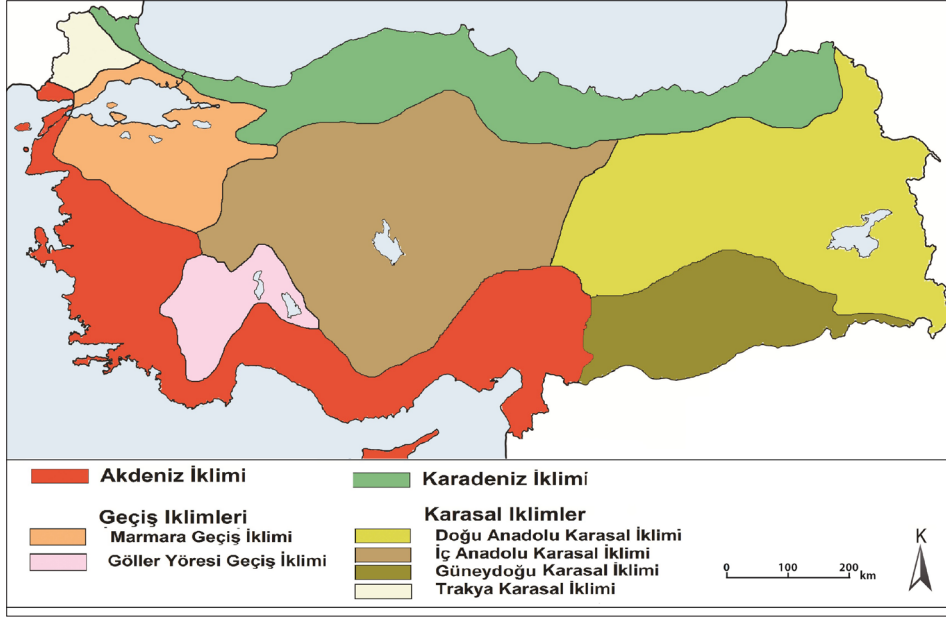 Akdeniz İklimi
Karadeniz İklimi
Geçiş Iklimleri
Karasal Iklimler
Marmara Geçiş İklimi
Doğu Anadolu Karasal İklimi
Göller Yöresi Geçiş İklimi
İç Anadolu Karasal İklimi
Güneydoğu Karasal İklimi
Trakya Karasal İklimi
0 100 200 km
K